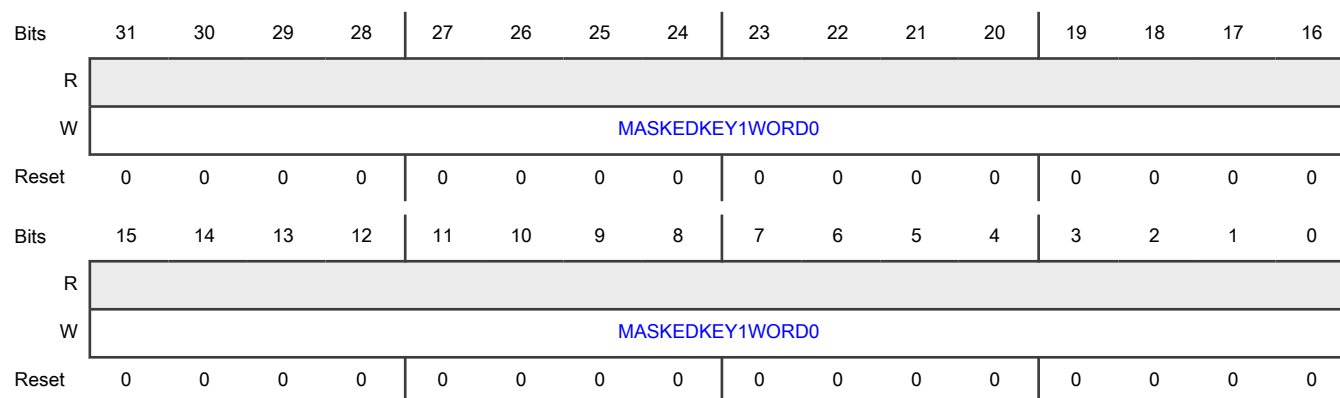 Bits 31 30 29 28 27 26 25 24 23 22 21 20 19 18 17 16
R
W MASKEDKEY1WORD0
Reset 0 0 0 0 0 0 0 0 0 0 0 0 0 0 0 0
Bits 15 14 13 12 11 10 9 8 7 6 5 4 3 2 1 0
R
W MASKEDKEY1WORD0
Reset 0 0 0 0 0 0 0 0 0 0 0 0 0 0 0 0